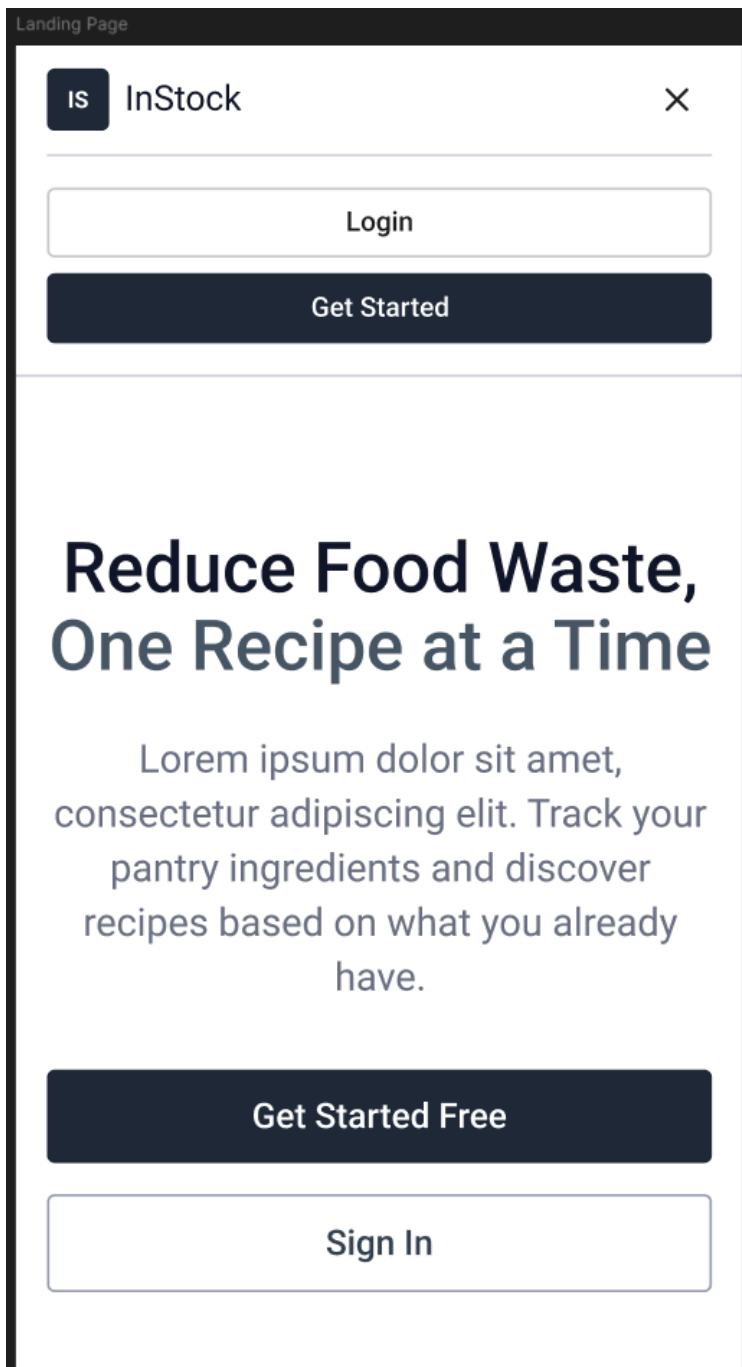 Landing Page
IS InStock
Login
Get Started
Reduce Food Waste,
One Recipe at a Time
Lorem ipsum dolor sit amet,
consectetur adipiscing elit. Track your
pantry ingredients and discover
recipes based on what you already
have.
Get Started Free
Sign In